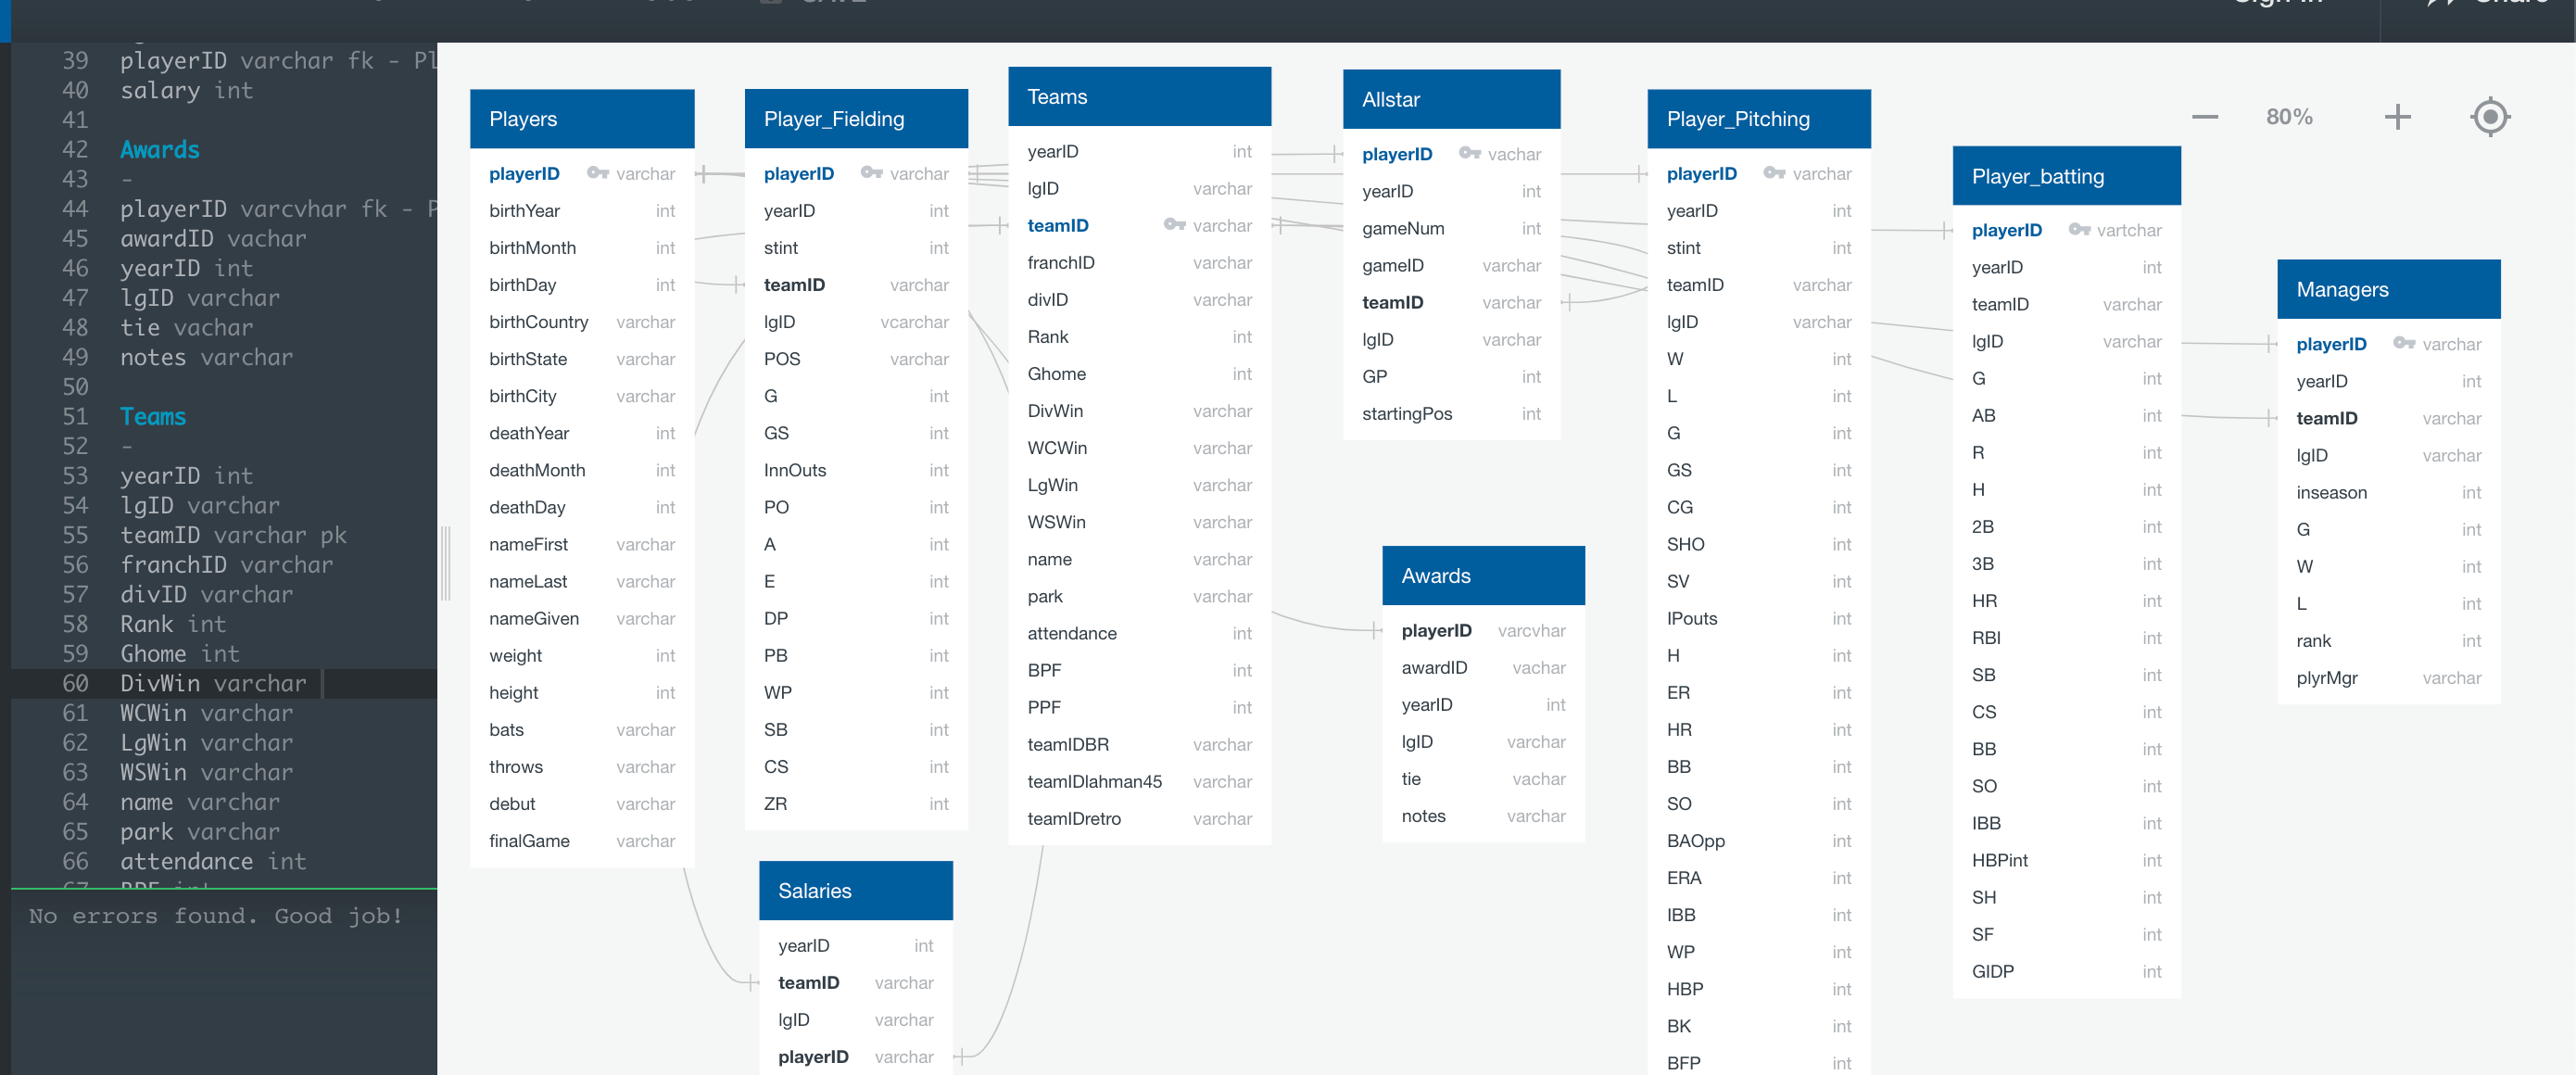 39 playerID varchar fk - Pl
40 salary int
41
42 Awards
43 -
44 playerID varcvhar fk - P
45 awardID vachar
46 yearID int
47 lgID varchar
48 tie vachar
49 notes varchar
50
51 Teams
52 -
53 yearID int
54 lgID varchar
55 teamID varchar pk
56 franchID varchar
57 divID varchar
58 Rank int
59 Ghome int
60 DivWin varchar
61 WCWin varchar
62 LgWin varchar
63 WSWin varchar
64 name varchar
65 park varchar
66 attendance int
No errors found. Good job!
Players
playerID varchar
birthYear int
birthMonth int
birthDay int
birthCountry varchar
birthState varchar
birthCity varchar
deathYear int
deathMonth int
deathDay int
nameFirst varchar
nameLast varchar
nameGiven varchar
weight int
height int
bats varchar
throws varchar
debut varchar
finalGame varchar
Player_Fielding
playerID varchar
yearID int
stint int
teamID varchar
lgID vcarchar
POS varchar
G int
GS int
InnOuts int
PO int
A int
E int
DP int
PB int
WP int
SB int
CS int
ZR int
Salaries
yearID int
teamID varchar
lgID varchar
playerID varchar
Teams
yearID int
lgID varchar
teamID varchar
franchID varchar
divID varchar
Rank int
Ghome int
DivWin varchar
WCWin varchar
LgWin varchar
WSWin varchar
name varchar
park varchar
attendance int
BPF int
PPF int
teamIDBR varchar
teamIDlahman45 varchar
teamIDretro varchar
Allstar
playerID vachar
yearID int
gameNum int
gameID varchar
teamID varchar
lgID varchar
GP int
startingPos int
Awards
playerID varcvhar
awardID vachar
yearID int
lgID varchar
tie vachar
notes varchar
Player_Pitching
playerID varchar
yearID int
stint int
teamID varchar
lgID varchar
W int
L int
G int
GS int
CG int
SHO int
SV int
IPouts int
H int
ER int
HR int
BB int
SO int
BAOpp int
ERA int
IBB int
WP int
HBP int
BK int
BFP int
Player_batting
playerID vartchar
yearID int
teamID varchar
lgID varchar
G int
AB int
R int
H int
2B int
3B int
HR int
RBI int
SB int
CS int
BB int
SO int
IBB int
HBPint int
SH int
SF int
GIDP int
80%
Managers
playerID varchar
yearID int
teamID varchar
lgID varchar
inseason int
G int
W int
L int
rank int
plyrMgr varchar